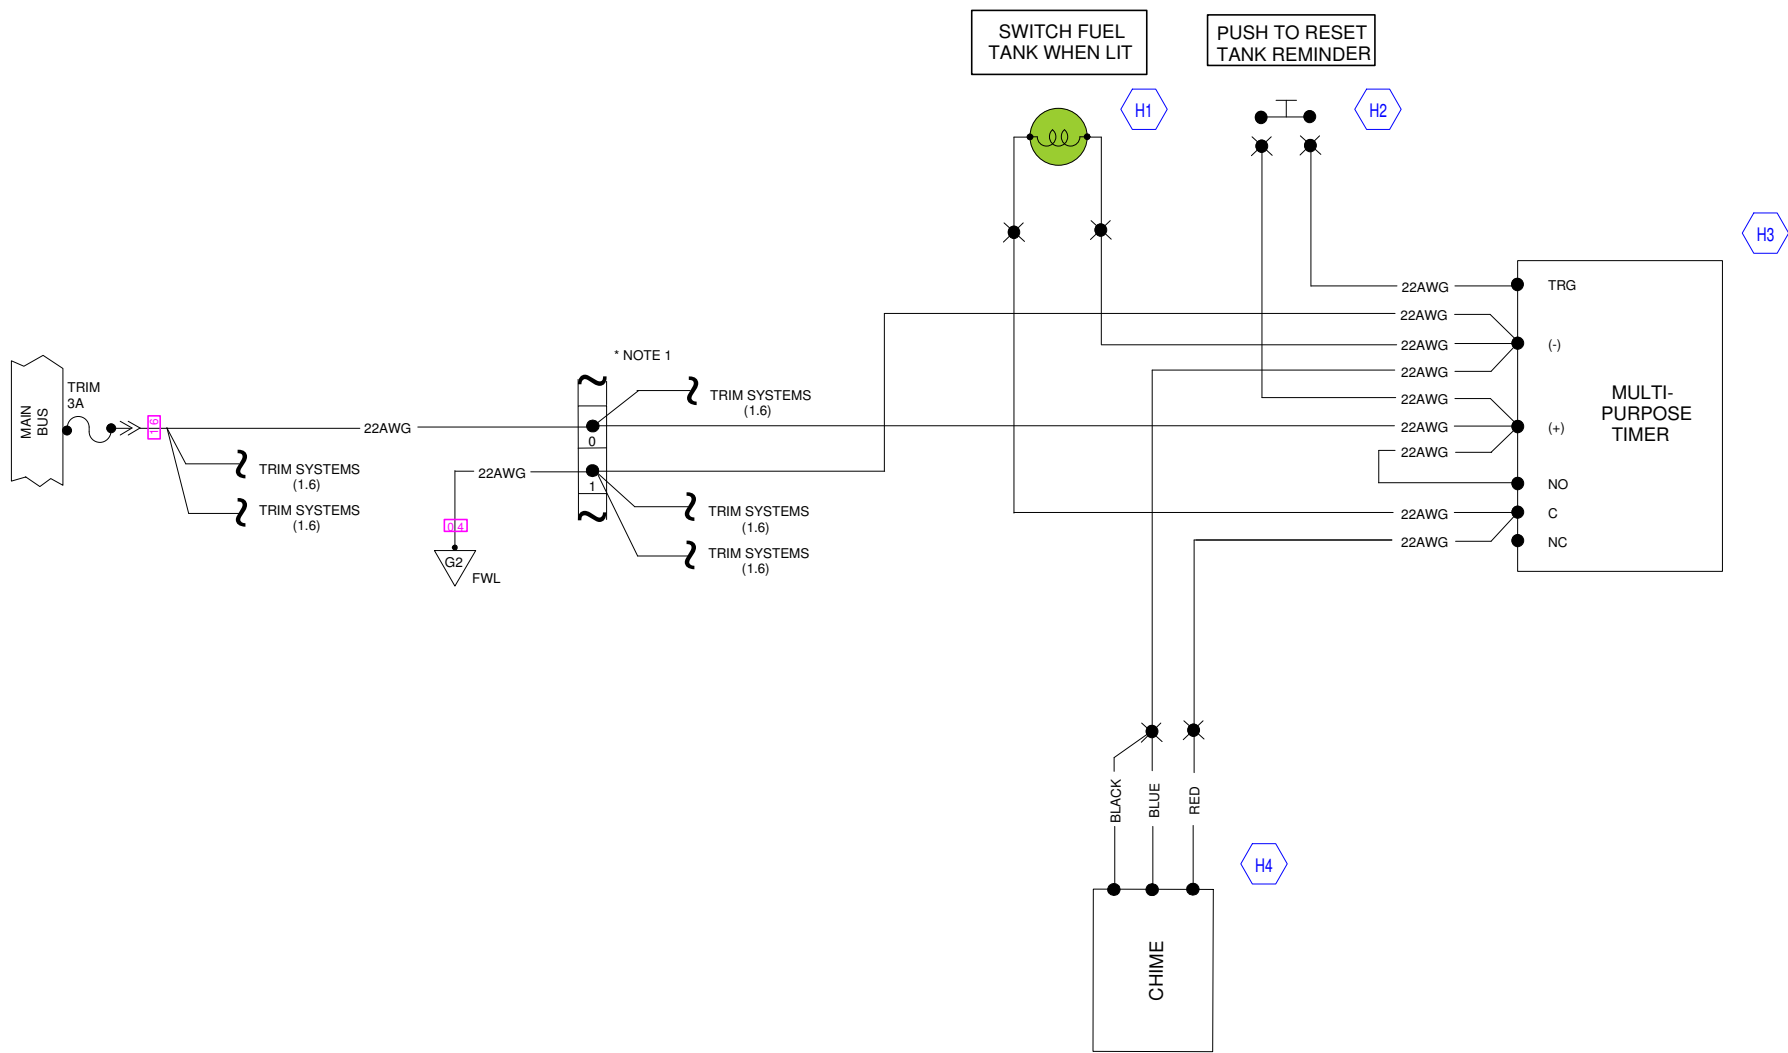 SWITCH FUEL
TANK WHEN LIT
PUSH TO RESET
TANK REMINDER
H1
H2
H3
22AWG
TRG
22AWG
22AWG
(-)
22AWG
* NOTE 1
MAIN
BUS
TRIM
3A
1 6
22AWG
TRIM SYSTEMS
(1.6)
0
22AWG
22AWG
(+)
22AWG
MULTI-
PURPOSE
TIMER
TRIM SYSTEMS
(1.6)
22AWG
1
NO
TRIM SYSTEMS
(1.6)
TRIM SYSTEMS
(1.6)
22AWG
C
0 4
G2
FWL
TRIM SYSTEMS
(1.6)
22AWG
NC
BLACK
BLUE
RED
H4
CHIME